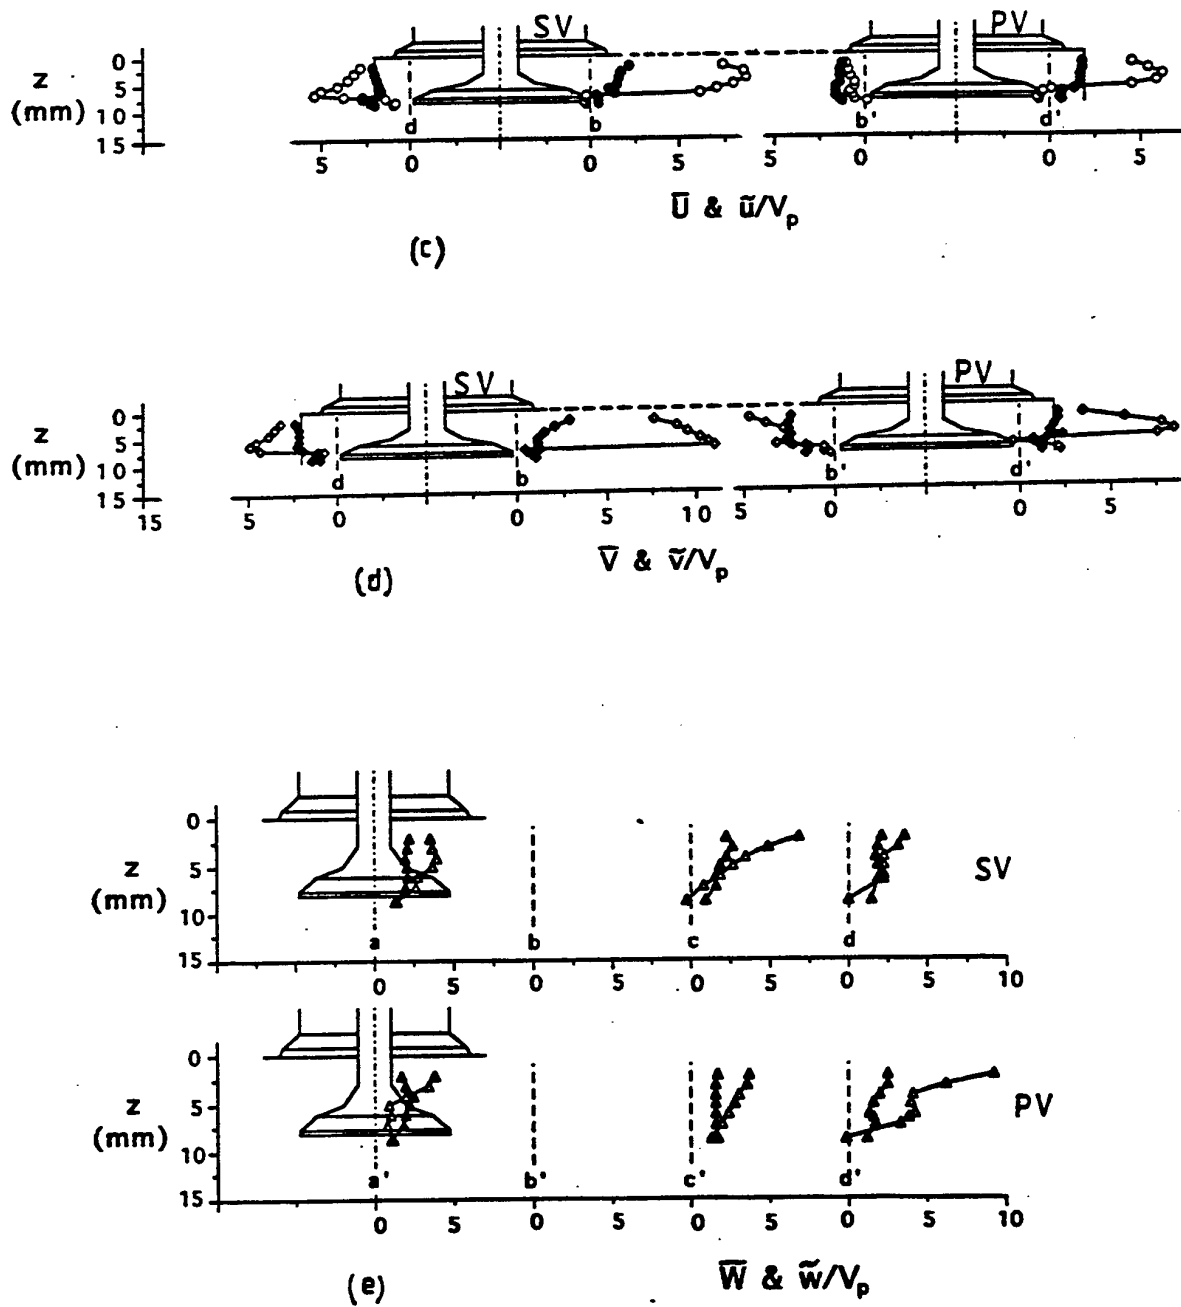 SV PV
z
(mm)
0
5
10
15
d b b' d'
5 0 0 5 5 0 0 5
U̅ & ũ/Vp
(c)
SV PV
z
(mm)
0
5
10
15
d b b' d'
15 5 0 0 5 10 5 0 0 5
V̅ & ṽ/Vp
(d)
z
(mm)
0
5
10
15
SV
a b c d
0 5 0 5 0 5 0 5 10
z
(mm)
0
5
10
15
PV
a' b' c' d'
0 5 0 5 0 5 0 5 10
W̅ & w̃/Vp
(e)